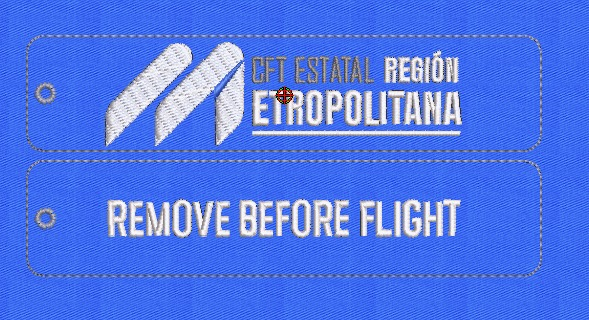 CFT ESTATAL REGIÓN
ETROPOLITANA
REMOVE BEFORE FLIGHT